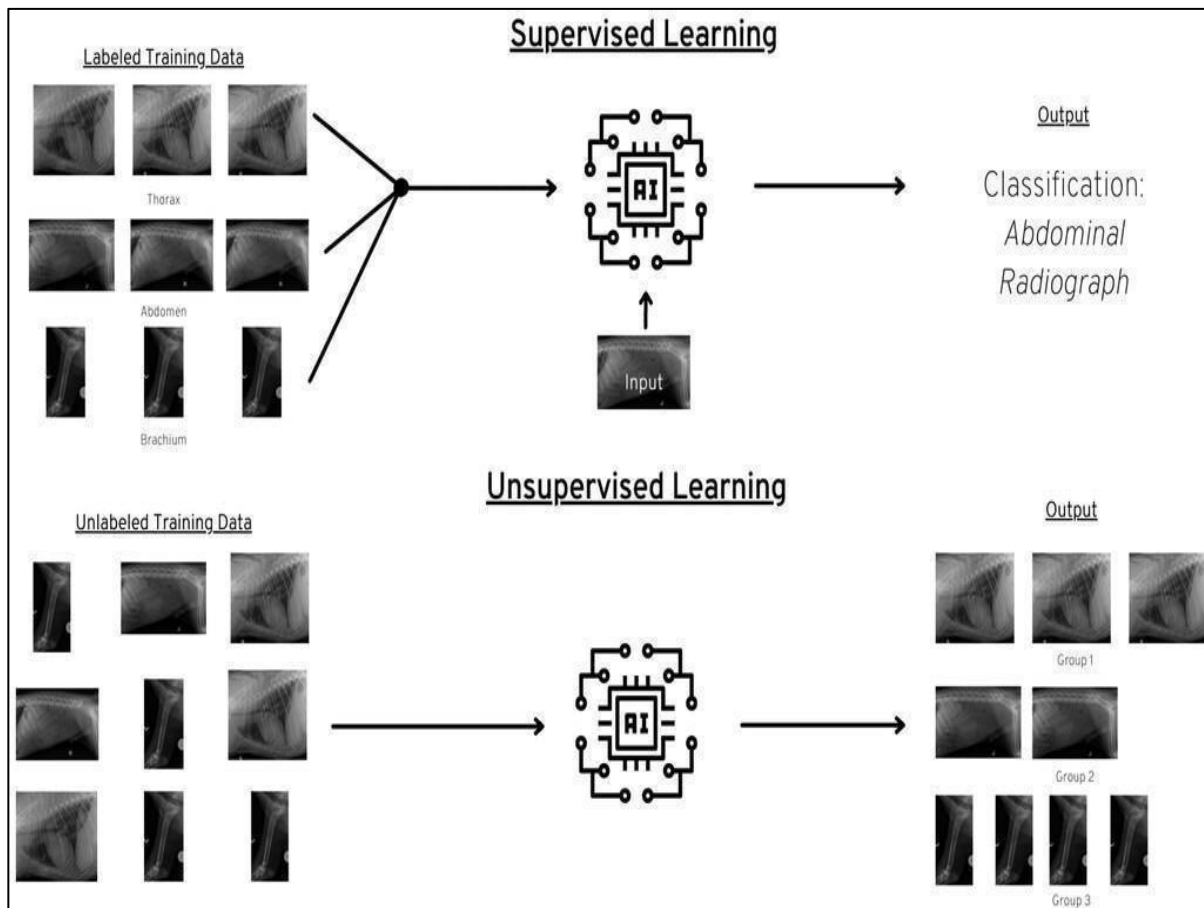 Supervised Learning
Labeled Training Data
Thorax
Abdomen
Brachium
AI
Input
Output
Classification:
Abdominal
Radiograph
Unsupervised Learning
Unlabeled Training Data
AI
Output
Group 1
Group 2
Group 3